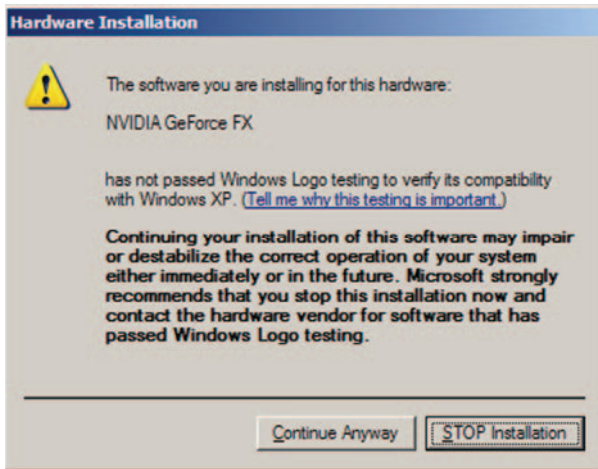 Hardware Installation
The software you are installing for this hardware:
NVIDIA GeForce FX
has not passed Windows Logo testing to verify its compatibility
with Windows XP. (Tell me why this testing is important.)
Continuing your installation of this software may impair
or destabilize the correct operation of your system
either immediately or in the future. Microsoft strongly
recommends that you stop this installation now and
contact the hardware vendor for software that has
passed Windows Logo testing.
Continue Anyway
STOP Installation